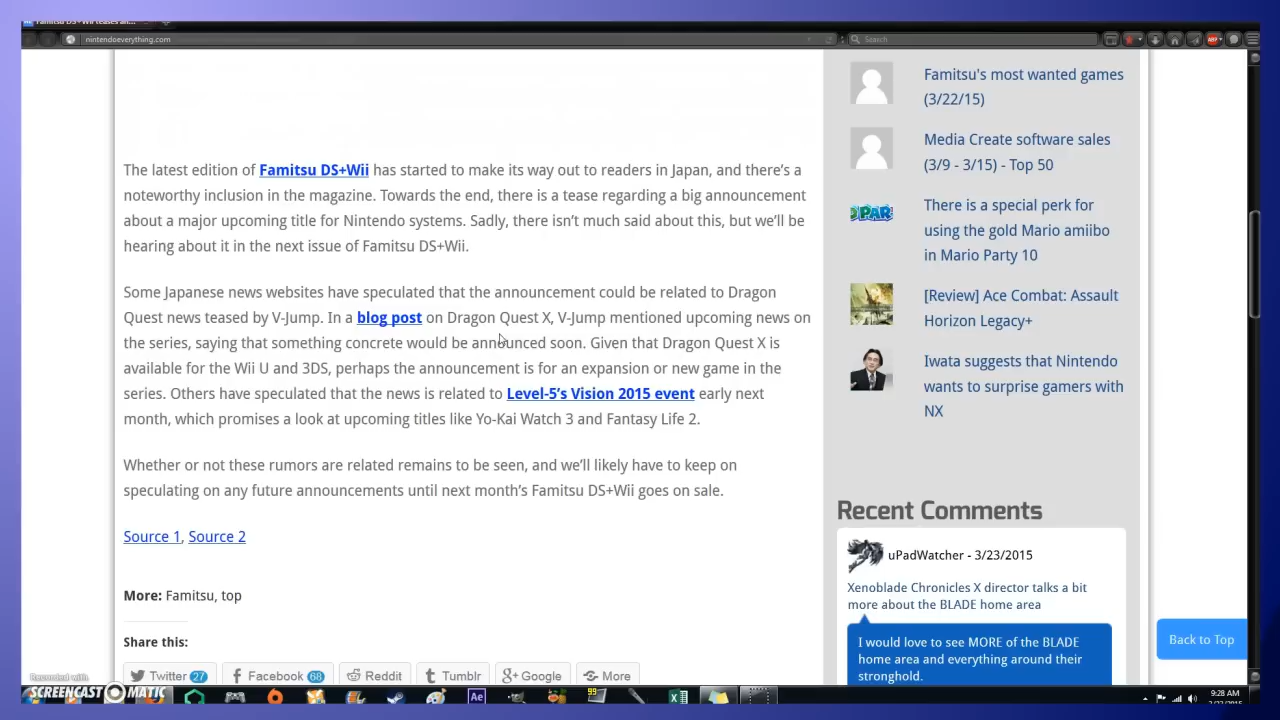 Famitsu DS+Wii teases an...
nintendoeverything.com
Search
ABP
The latest edition of Famitsu DS+Wii has started to make its way out to readers in Japan, and there's a
noteworthy inclusion in the magazine. Towards the end, there is a tease regarding a big announcement
about a major upcoming title for Nintendo systems. Sadly, there isn't much said about this, but we'll be
hearing about it in the next issue of Famitsu DS+Wii.
Some Japanese news websites have speculated that the announcement could be related to Dragon
Quest news teased by V-Jump. In a blog post on Dragon Quest X, V-Jump mentioned upcoming news on
the series, saying that something concrete would be announced soon. Given that Dragon Quest X is
available for the Wii U and 3DS, perhaps the announcement is for an expansion or new game in the
series. Others have speculated that the news is related to Level-5's Vision 2015 event early next
month, which promises a look at upcoming titles like Yo-Kai Watch 3 and Fantasy Life 2.
Whether or not these rumors are related remains to be seen, and we'll likely have to keep on
speculating on any future announcements until next month's Famitsu DS+Wii goes on sale.
Source 1, Source 2
More: Famitsu, top
Share this:
Twitter 27
Facebook 68
Reddit
Tumblr
Google
More
Famitsu's most wanted games
(3/22/15)
Media Create software sales
(3/9 - 3/15) - Top 50
PAR
There is a special perk for
using the gold Mario amiibo
in Mario Party 10
[Review] Ace Combat: Assault
Horizon Legacy+
Iwata suggests that Nintendo
wants to surprise gamers with
NX
Recent Comments
uPadWatcher - 3/23/2015
Xenoblade Chronicles X director talks a bit
more about the BLADE home area
I would love to see MORE of the BLADE
home area and everything around their
stronghold.
Back to Top
Recorded with
SCREENCAST MATIC
Ae
99
9:28 AM